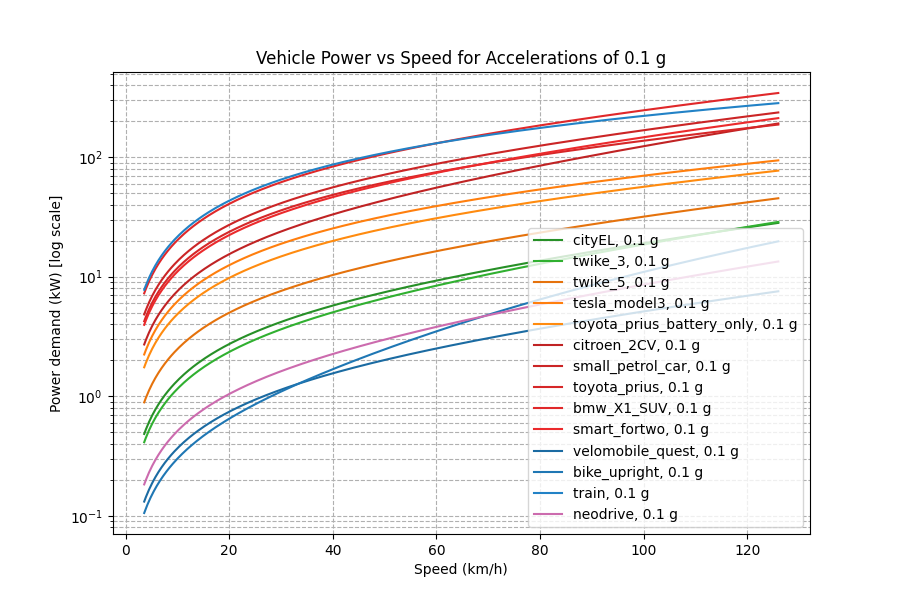 Vehicle Power vs Speed for Accelerations of 0.1 g
Power demand (kW) [log scale]
10²
10¹
10⁰
10⁻¹
cityEL, 0.1 g
twike_3, 0.1 g
twike_5, 0.1 g
tesla_model3, 0.1 g
toyota_prius_battery_only, 0.1 g
citroen_2CV, 0.1 g
small_petrol_car, 0.1 g
toyota_prius, 0.1 g
bmw_X1_SUV, 0.1 g
smart_fortwo, 0.1 g
velomobile_quest, 0.1 g
bike_upright, 0.1 g
train, 0.1 g
neodrive, 0.1 g
0 20 40 60 80 100 120
Speed (km/h)